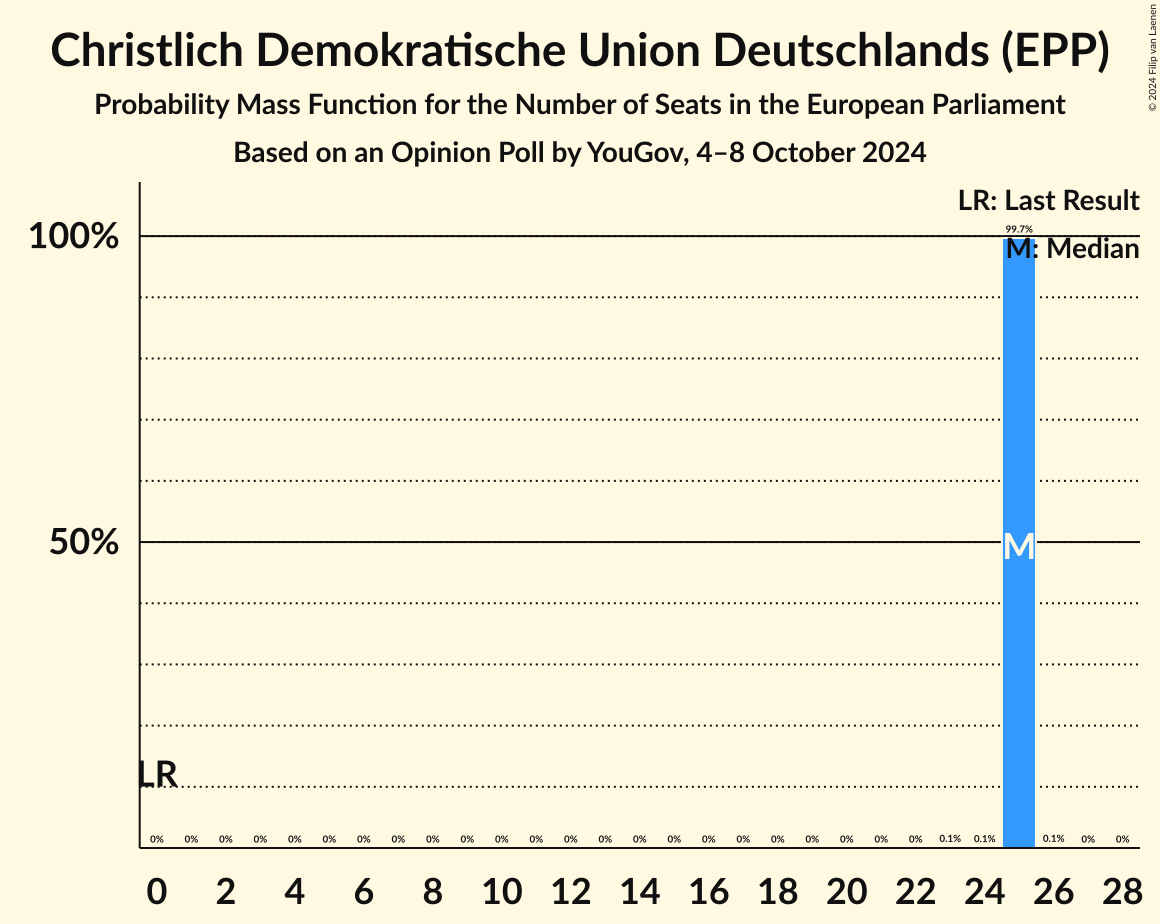 Christlich Demokratische Union Deutschlands (EPP)
Probability Mass Function for the Number of Seats in the European Parliament
Based on an Opinion Poll by YouGov, 4–8 October 2024
© 2024 Filip van Laenen
LR: Last Result
99.7%
100%
M: Median
50%
M
LR
0% 0% 0% 0% 0% 0% 0% 0% 0% 0% 0% 0% 0% 0% 0% 0% 0% 0% 0% 0% 0% 0% 0% 0.1% 0.1% 0.1% 0% 0%
0 2 4 6 8 10 12 14 16 18 20 22 24 26 28